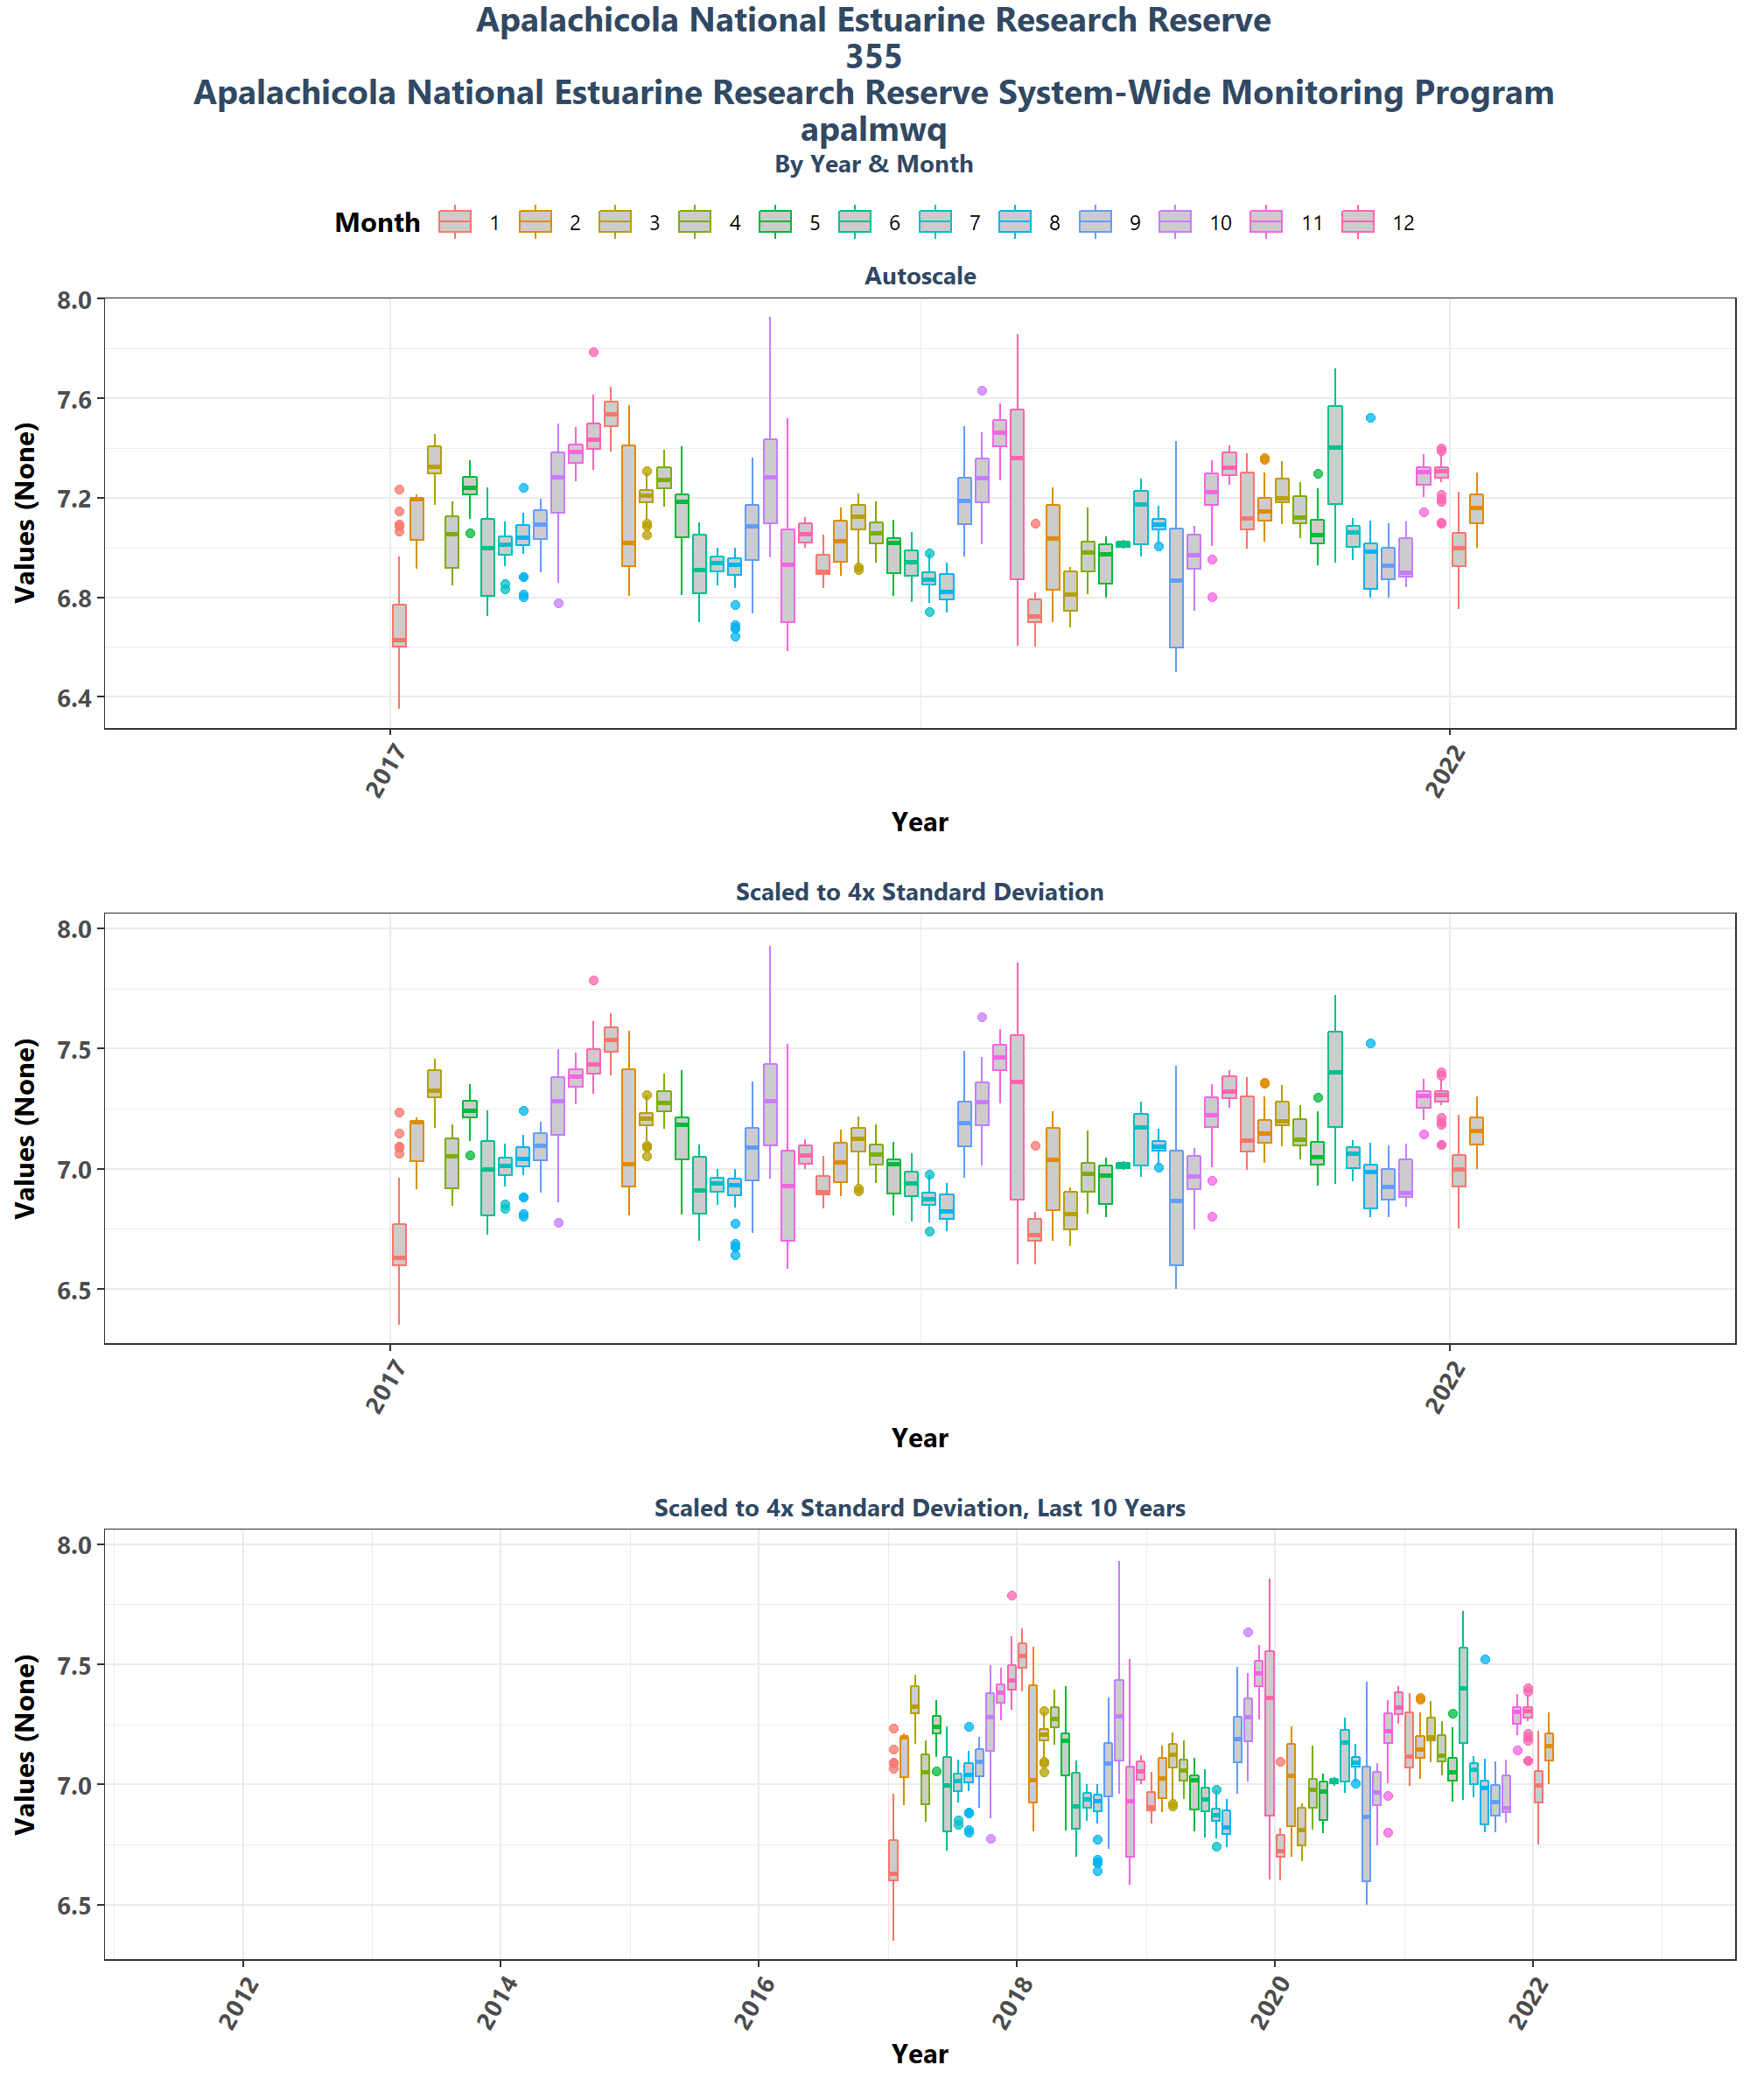 Apalachicola National Estuarine Research Reserve
355
Apalachicola National Estuarine Research Reserve System-Wide Monitoring Program
apalmwq
By Year & Month
Month 1 2 3 4 5 6 7 8 9 10 11 12
Autoscale
Values (None)
8.0
7.6
7.2
6.8
6.4
2017 2022
Year
Scaled to 4x Standard Deviation
Values (None)
8.0
7.5
7.0
6.5
2017 2022
Year
Scaled to 4x Standard Deviation, Last 10 Years
Values (None)
8.0
7.5
7.0
6.5
2012 2014 2016 2018 2020 2022
Year